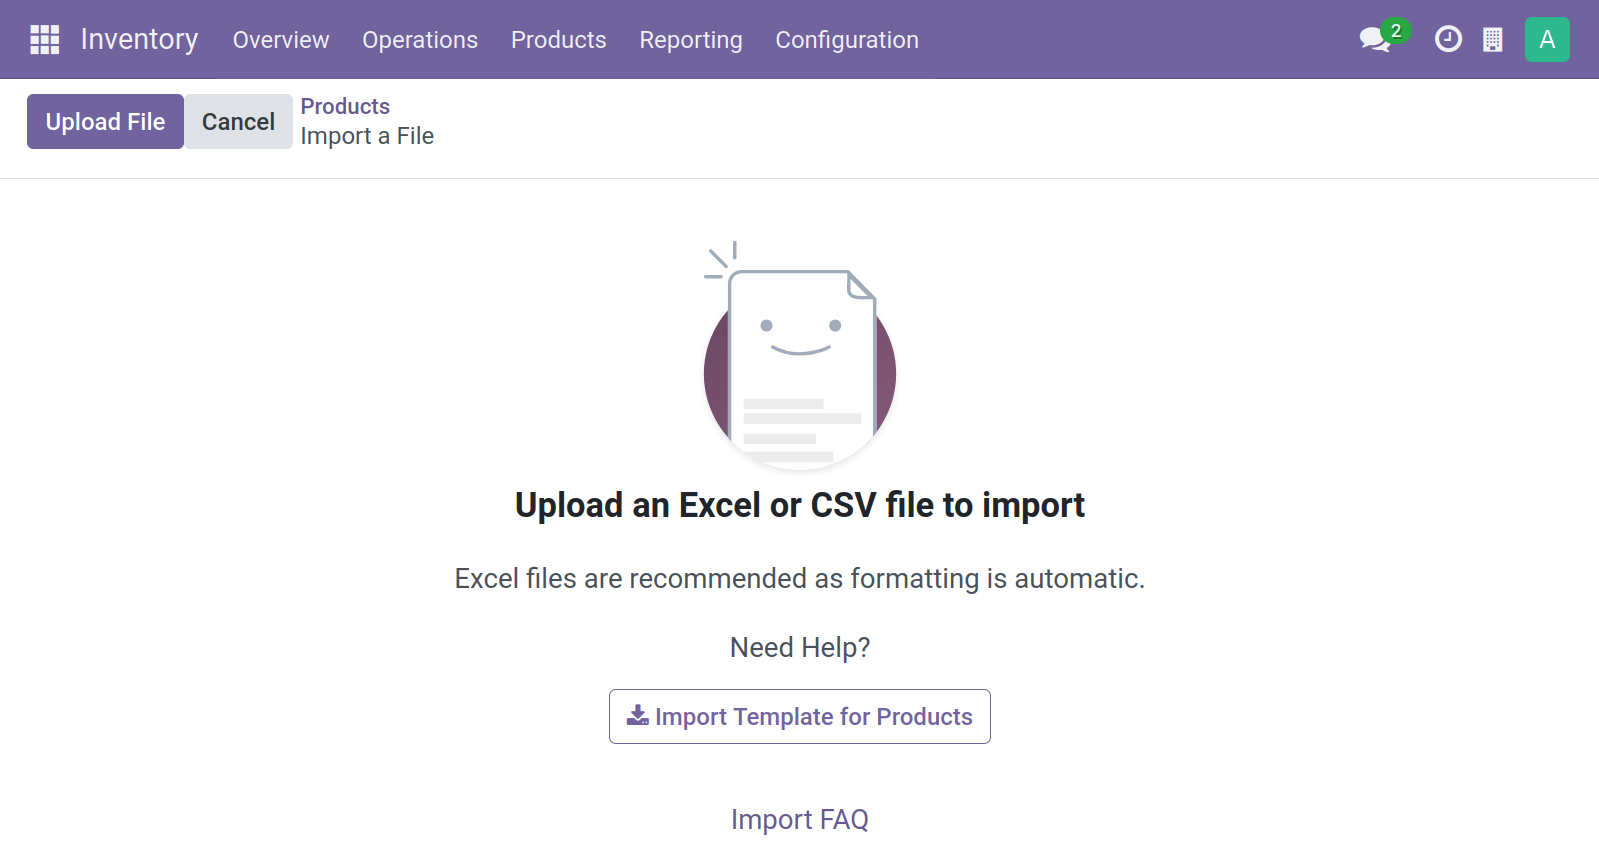 Inventory Overview Operations Products Reporting Configuration 2 A
Upload File Cancel Products
Import a File
Upload an Excel or CSV file to import
Excel files are recommended as formatting is automatic.
Need Help?
Import Template for Products
Import FAQ